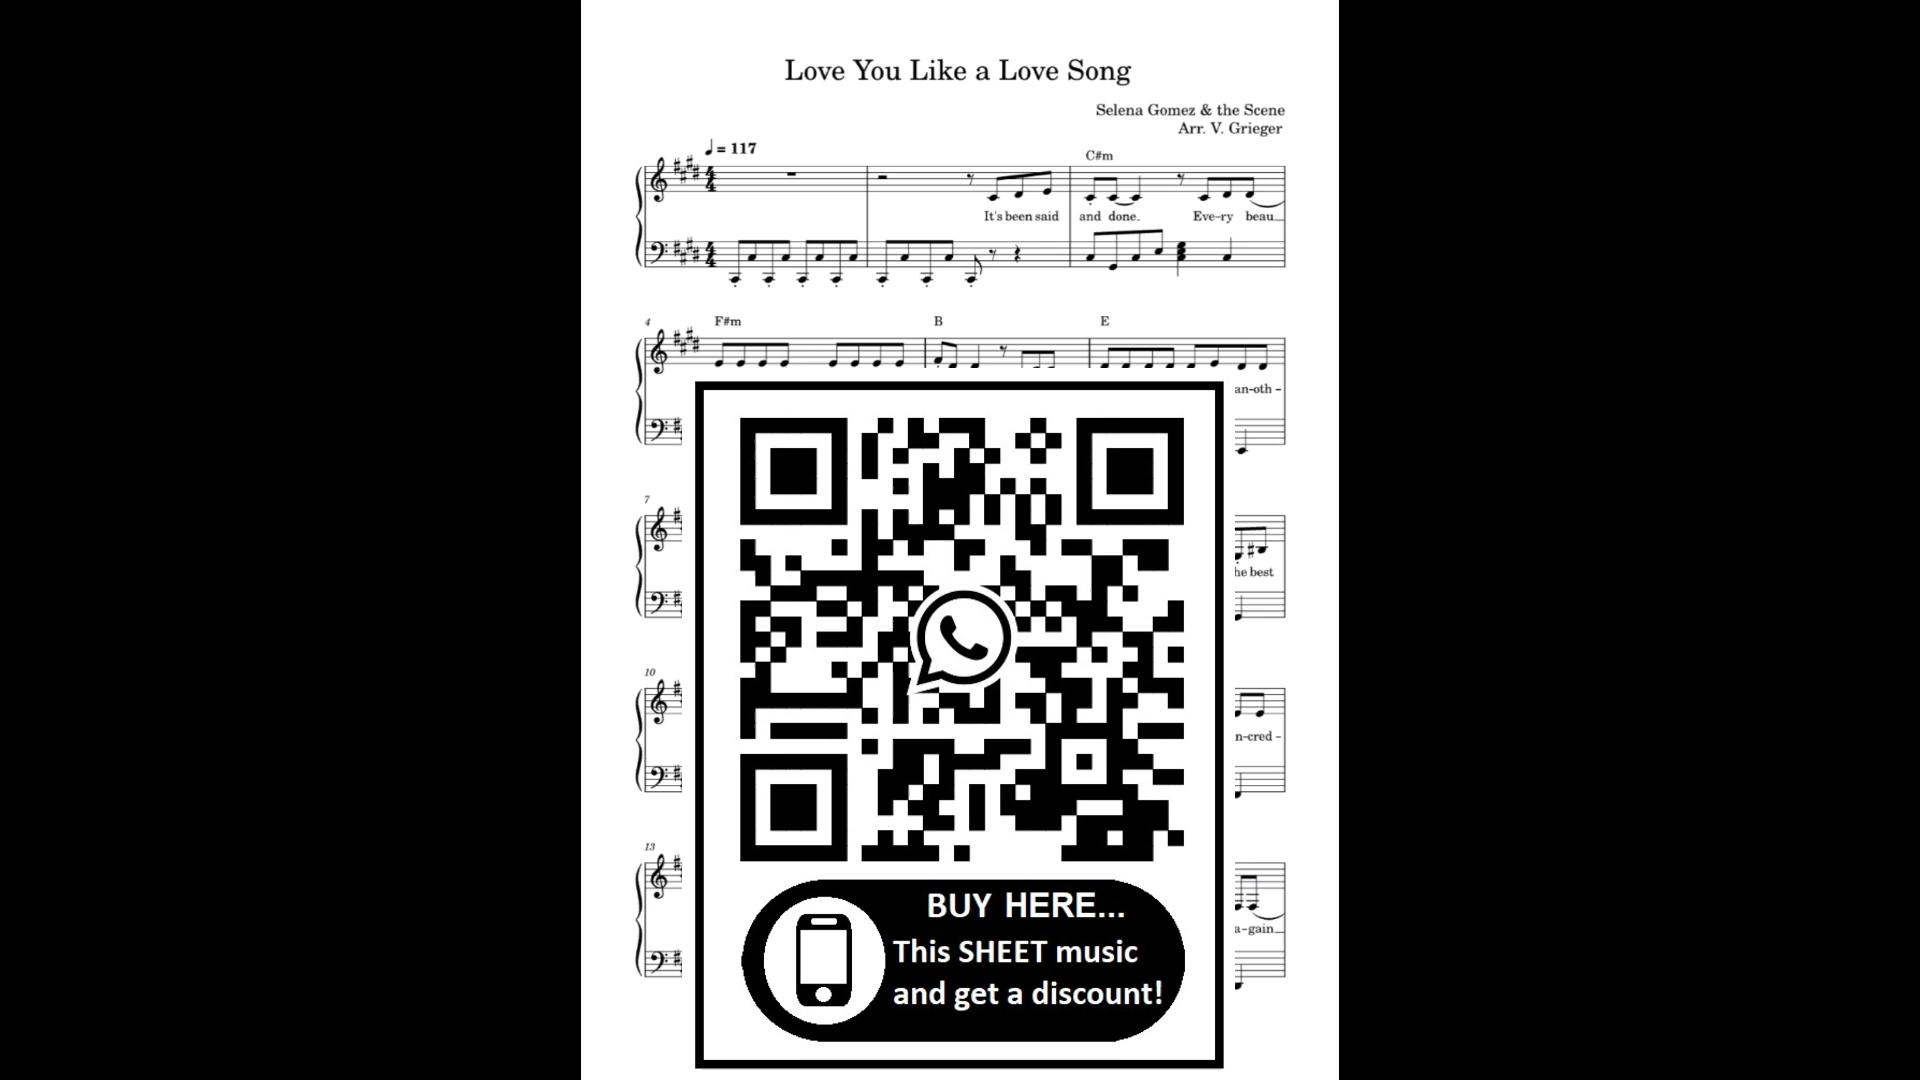 Love You Like a Love Song
Selena Gomez & the Scene
Arr. V. Grieger
= 117
C#m
It's been said and done. Eve-ry beau
4
F#m B E
an-oth -
7
he best
10
n-cred -
13
a-gain
BUY HERE...
This SHEET music
and get a discount!